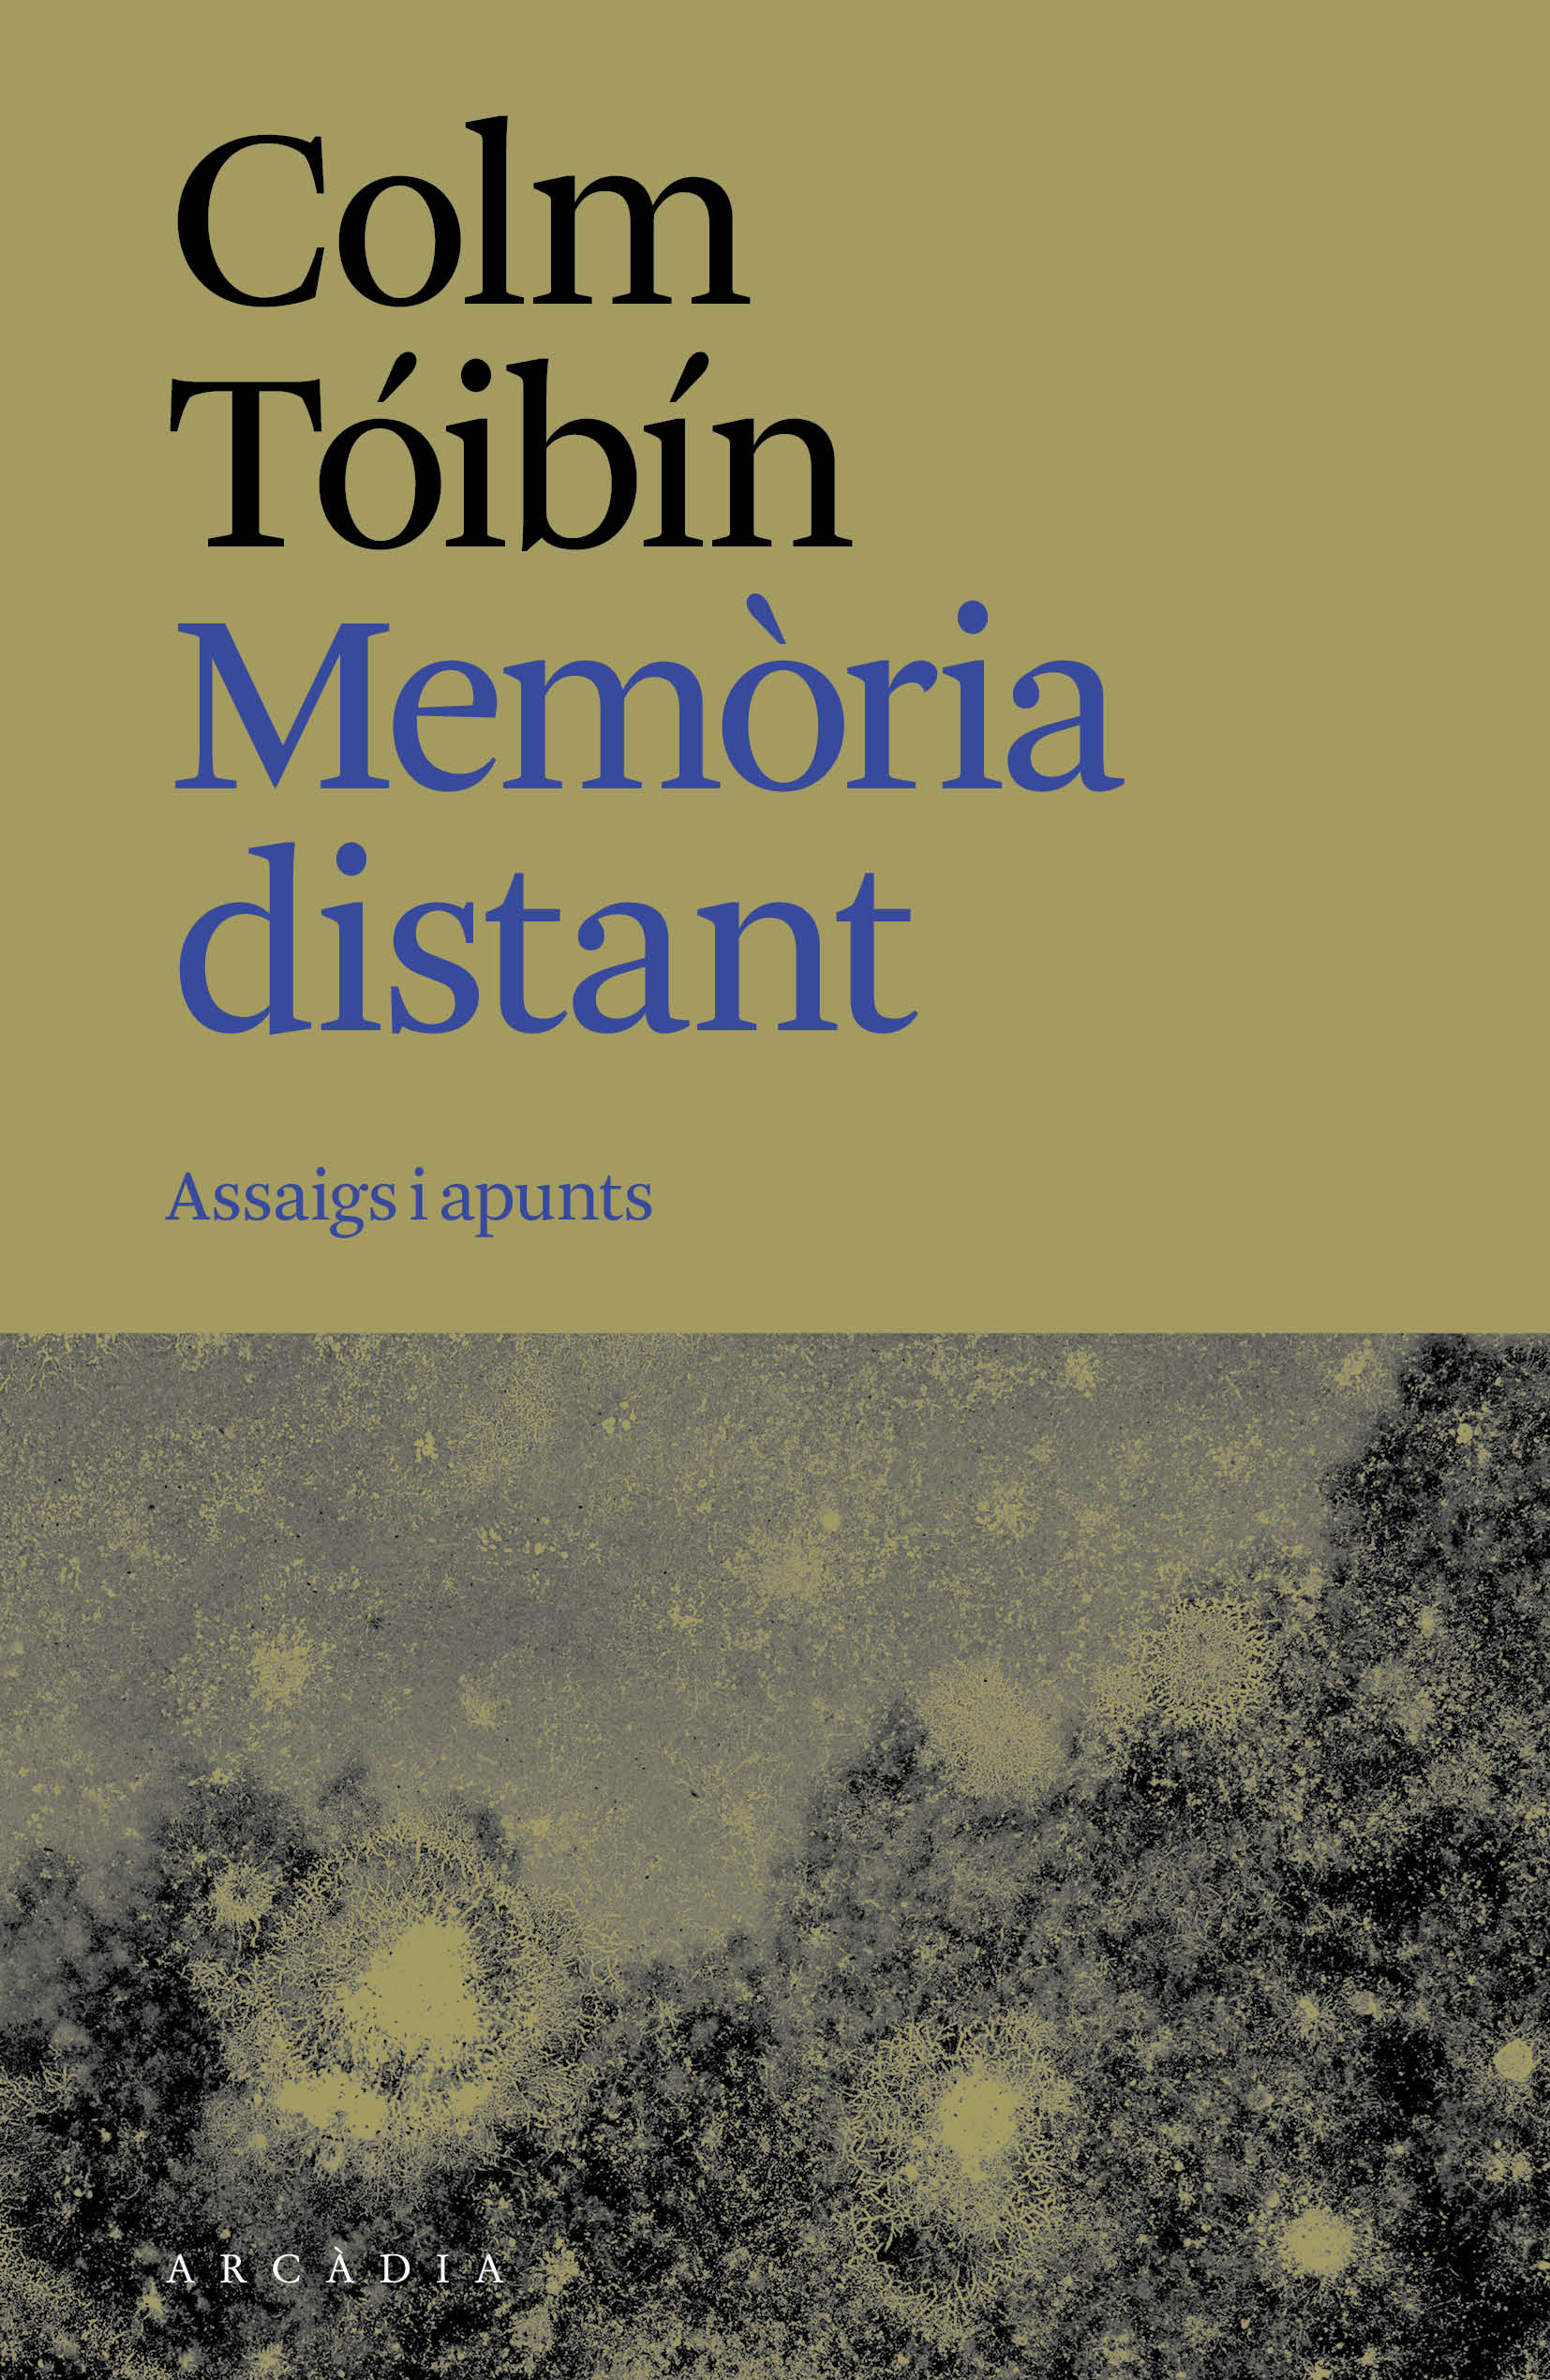 Colm
Tóibín
Memòria
distant
Assaigs i apunts
ARCÀDIA